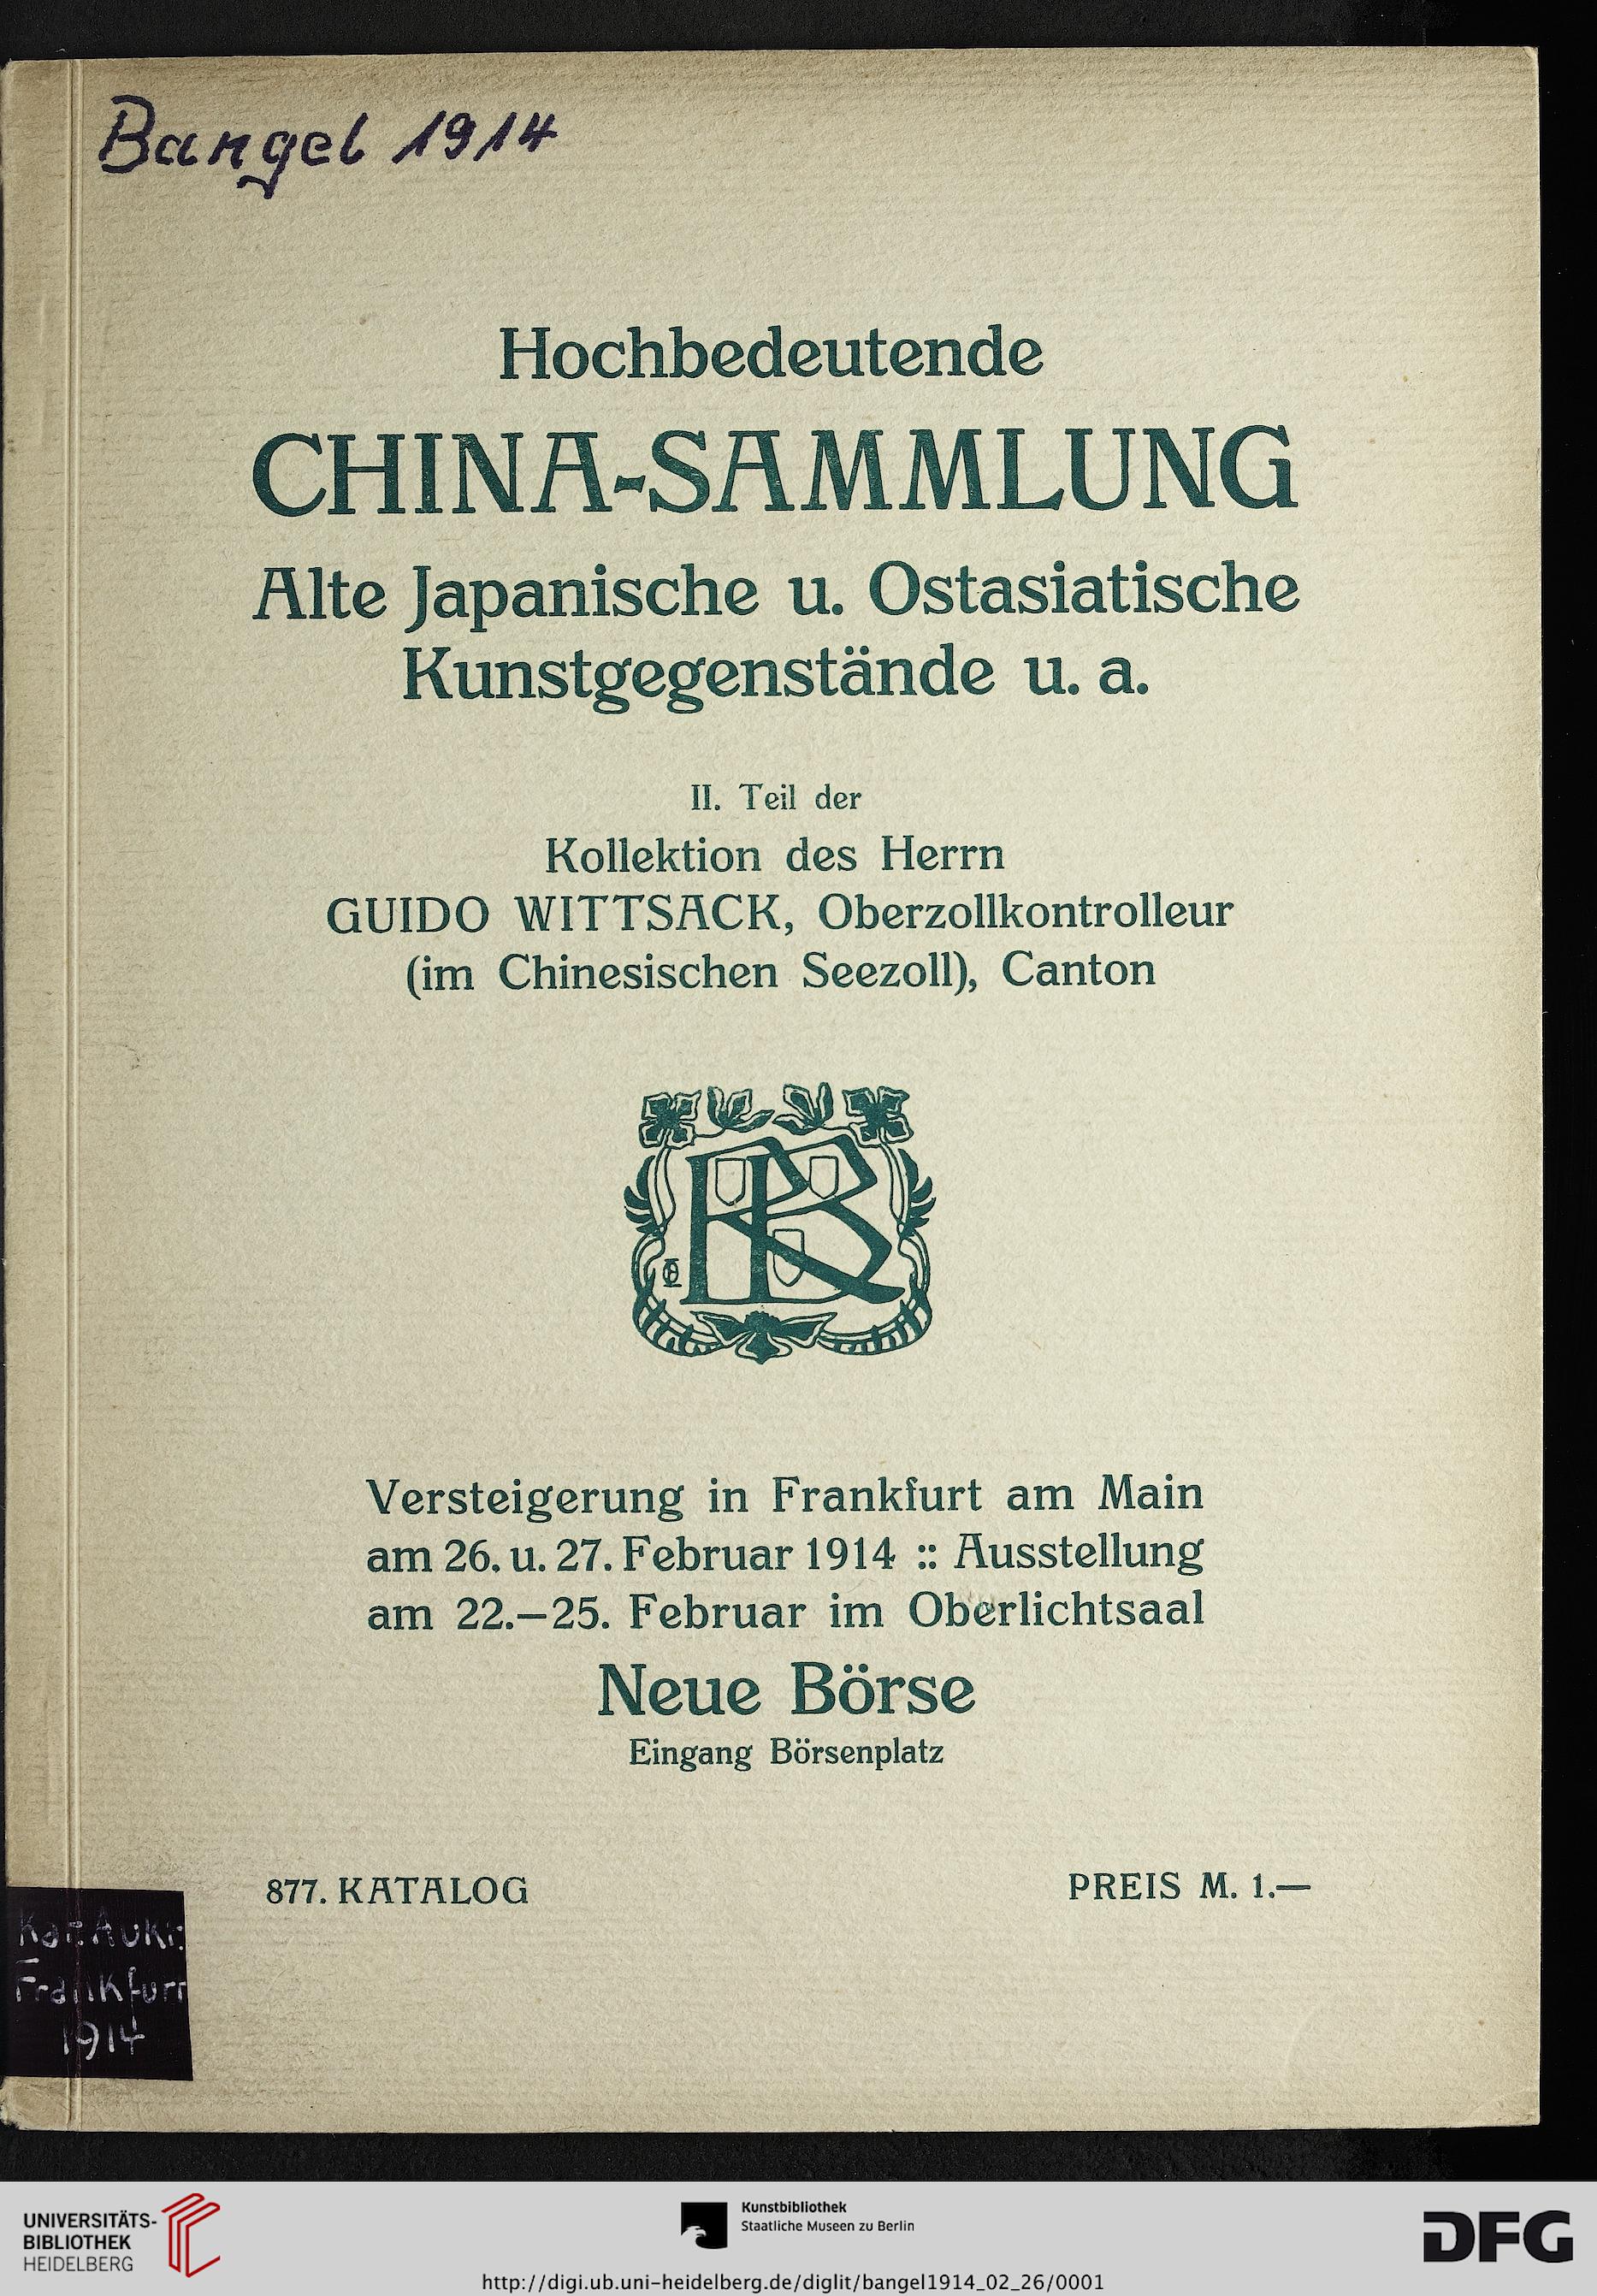 Bangel 1914
Hochbedeutende
CHINA-SAMMLUNG
Alte Japanische u. Ostasiatische
Kunstgegenstände u. a.
II. Teil der
Kollektion des Herrn
GUIDO WITTSACK, Oberzollkontrolleur
(im Chinesischen Seezoll), Canton
Versteigerung in Frankfurt am Main
am 26. u. 27. Februar 1914 :: Ausstellung
am 22.—25. Februar im Oberlichtsaal
Neue Börse
Eingang Börsenplatz
877. KATALOG
PREIS M. 1.—
Kat. Aukt.
Frankfurt
1914
UNIVERSITÄTS-
BIBLIOTHEK
HEIDELBERG
Kunstbibliothek
Staatliche Museen zu Berlin
DFG
http://digi.ub.uni-heidelberg.de/diglit/bangel1914_02_26/0001